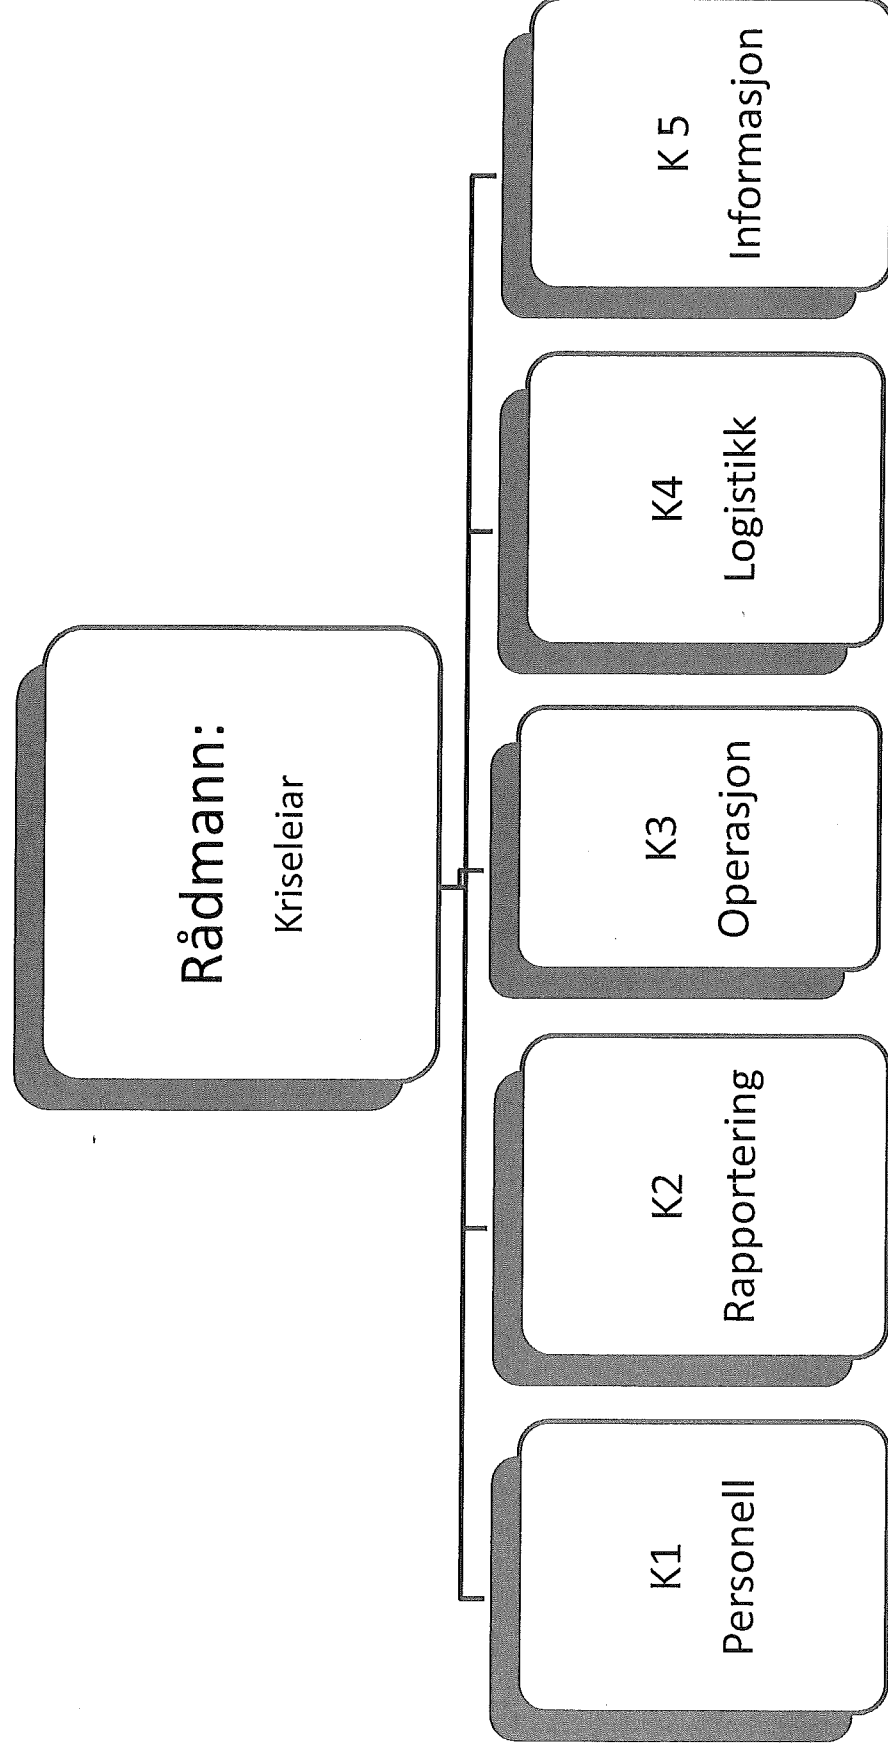 Rådmann:
Kriseleiar
K1
Personell
K2
Rapportering
K3
Operasjon
K4
Logistikk
K 5
Informasjon